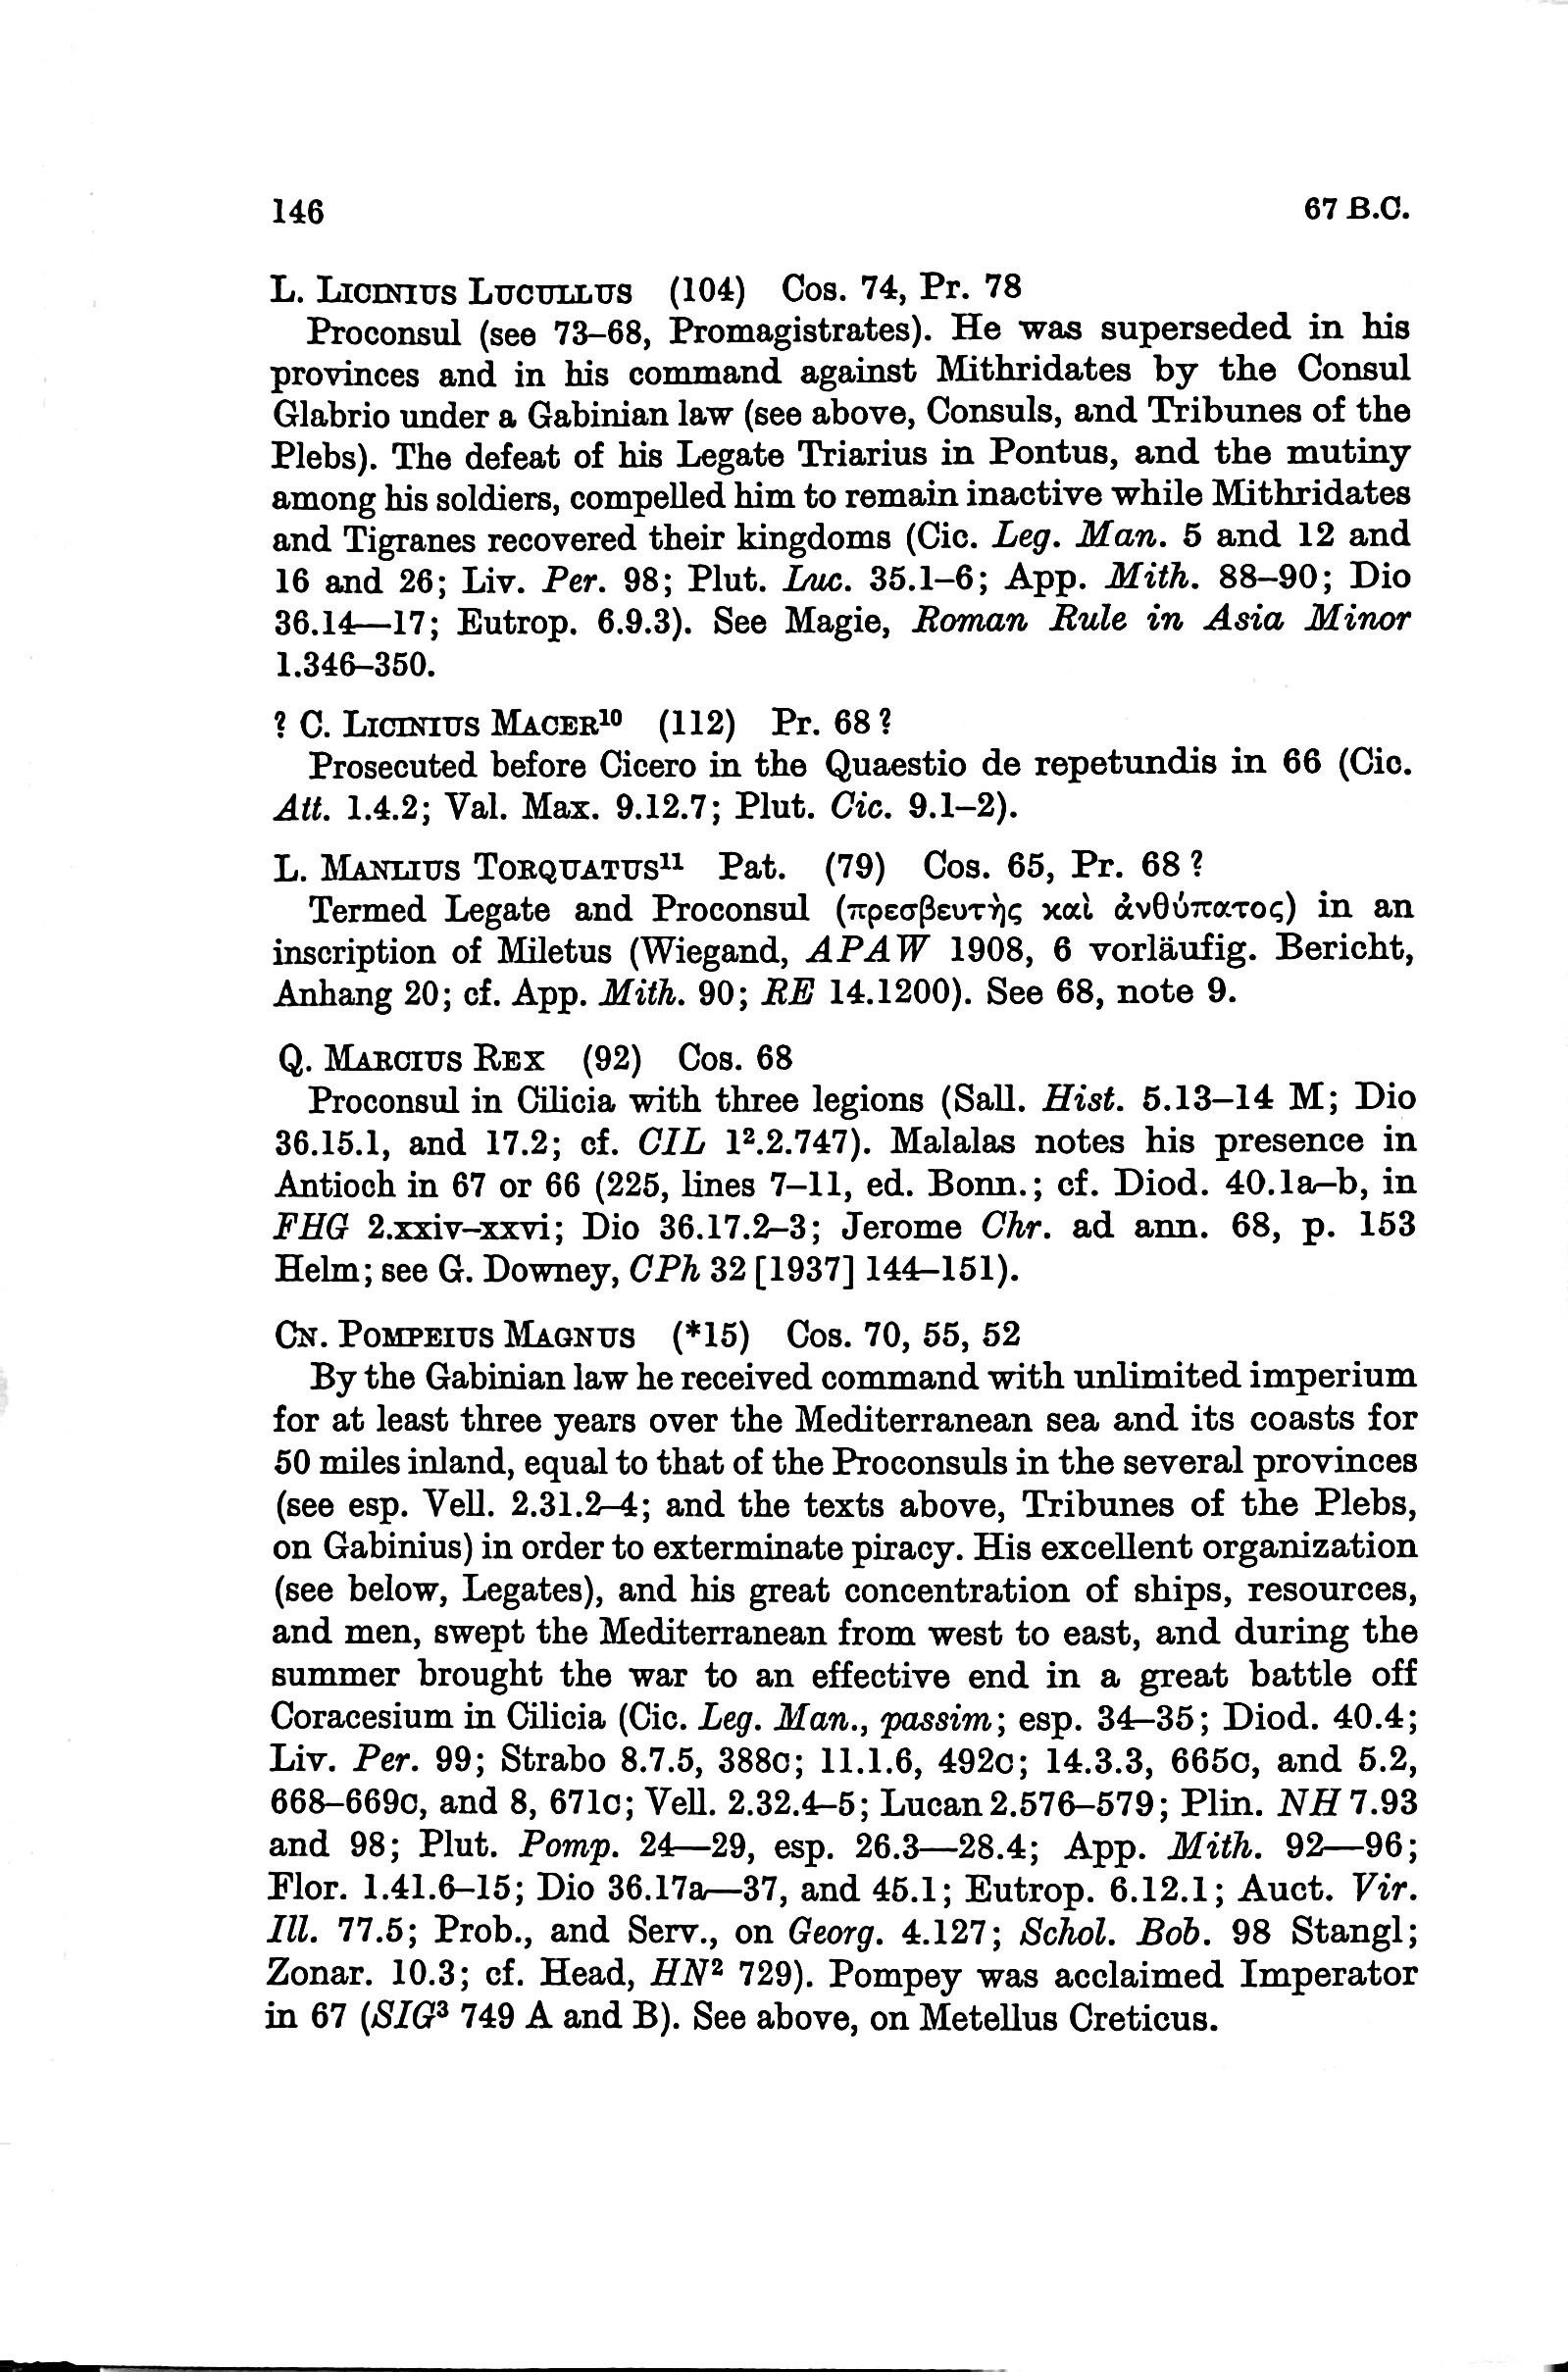 146 67 B.C.
L. LICINIUS LUCULLUS (104) Cos. 74, Pr. 78
Proconsul (see 73–68, Promagistrates). He was superseded in his
provinces and in his command against Mithridates by the Consul
Glabrio under a Gabinian law (see above, Consuls, and Tribunes of the
Plebs). The defeat of his Legate Triarius in Pontus, and the mutiny
among his soldiers, compelled him to remain inactive while Mithridates
and Tigranes recovered their kingdoms (Cic. Leg. Man. 5 and 12 and
16 and 26; Liv. Per. 98; Plut. Luc. 35.1–6; App. Mith. 88–90; Dio
36.14—17; Eutrop. 6.9.3). See Magie, Roman Rule in Asia Minor
1.346–350.
? C. LICINIUS MACER¹⁰ (112) Pr. 68 ?
Prosecuted before Cicero in the Quaestio de repetundis in 66 (Cic.
Att. 1.4.2; Val. Max. 9.12.7; Plut. Cic. 9.1–2).
L. MANLIUS TORQUATUS¹¹ Pat. (79) Cos. 65, Pr. 68 ?
Termed Legate and Proconsul (πρεσβευτὴς καὶ ἀνθύπατος) in an
inscription of Miletus (Wiegand, APAW 1908, 6 vorläufig. Bericht,
Anhang 20; cf. App. Mith. 90; RE 14.1200). See 68, note 9.
Q. MARCIUS REX (92) Cos. 68
Proconsul in Cilicia with three legions (Sall. Hist. 5.13–14 M; Dio
36.15.1, and 17.2; cf. CIL 1².2.747). Malalas notes his presence in
Antioch in 67 or 66 (225, lines 7–11, ed. Bonn.; cf. Diod. 40.1a–b, in
FHG 2.xxiv–xxvi; Dio 36.17.2–3; Jerome Chr. ad ann. 68, p. 153
Helm; see G. Downey, CPh 32 [1937] 144–151).
CN. POMPEIUS MAGNUS (*15) Cos. 70, 55, 52
By the Gabinian law he received command with unlimited imperium
for at least three years over the Mediterranean sea and its coasts for
50 miles inland, equal to that of the Proconsuls in the several provinces
(see esp. Vell. 2.31.2–4; and the texts above, Tribunes of the Plebs,
on Gabinius) in order to exterminate piracy. His excellent organization
(see below, Legates), and his great concentration of ships, resources,
and men, swept the Mediterranean from west to east, and during the
summer brought the war to an effective end in a great battle off
Coracesium in Cilicia (Cic. Leg. Man., passim; esp. 34–35; Diod. 40.4;
Liv. Per. 99; Strabo 8.7.5, 388C; 11.1.6, 492C; 14.3.3, 665C, and 5.2,
668–669C, and 8, 671C; Vell. 2.32.4–5; Lucan 2.576–579; Plin. NH 7.93
and 98; Plut. Pomp. 24—29, esp. 26.3—28.4; App. Mith. 92—96;
Flor. 1.41.6–15; Dio 36.17a—37, and 45.1; Eutrop. 6.12.1; Auct. Vir.
Ill. 77.5; Prob., and Serv., on Georg. 4.127; Schol. Bob. 98 Stangl;
Zonar. 10.3; cf. Head, HN² 729). Pompey was acclaimed Imperator
in 67 (SIG³ 749 A and B). See above, on Metellus Creticus.